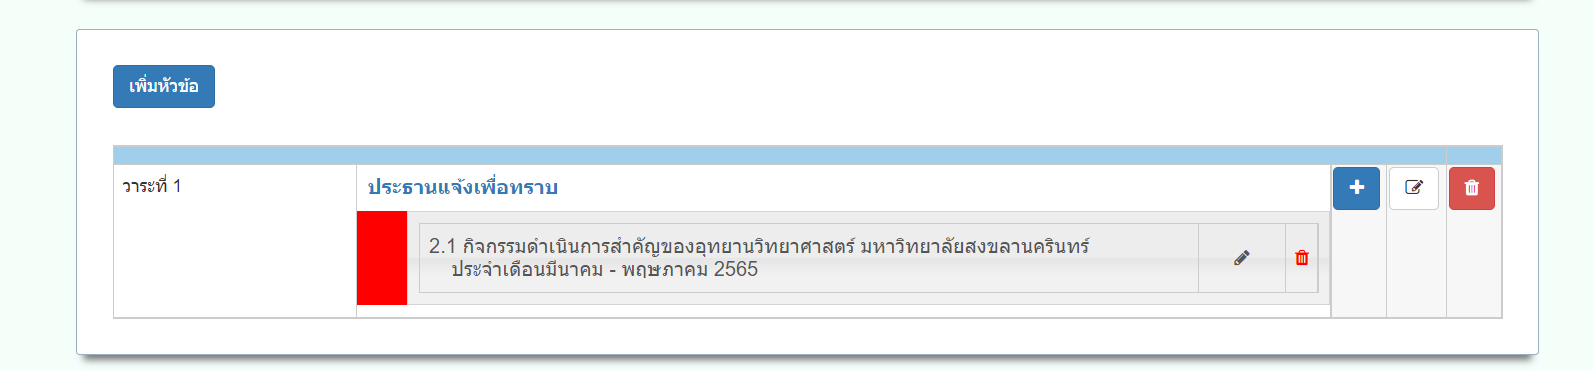 เพิ่มหัวข้อ
วาระที่ 1
ประธานแจ้งเพื่อทราบ
2.1 กิจกรรมดำเนินการสำคัญของอุทยานวิทยาศาสตร์ มหาวิทยาลัยสงขลานครินทร์
ประจำเดือนมีนาคม - พฤษภาคม 2565